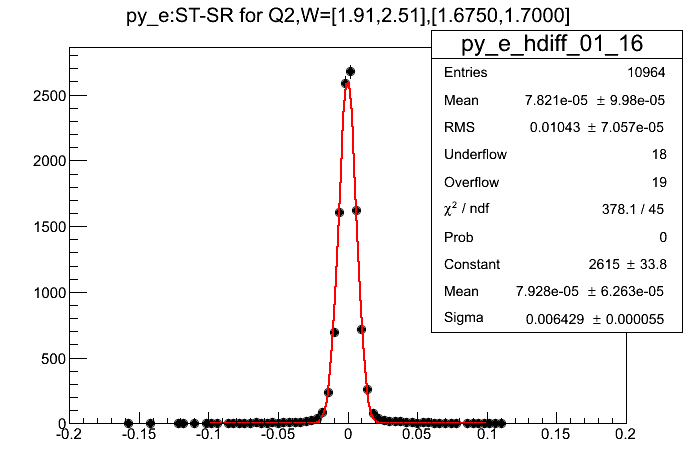 py_e:ST-SR for Q2,W=[1.91,2.51],[1.6750,1.7000]
py_e_hdiff_01_16
Entries 10964
Mean 7.821e-05 ± 9.98e-05
RMS 0.01043 ± 7.057e-05
Underflow 18
Overflow 19
χ² / ndf 378.1 / 45
Prob 0
Constant 2615 ± 33.8
Mean 7.928e-05 ± 6.263e-05
Sigma 0.006429 ± 0.000055
2500
2000
1500
1000
500
0
-0.2 -0.15 -0.1 -0.05 0 0.05 0.1 0.15 0.2